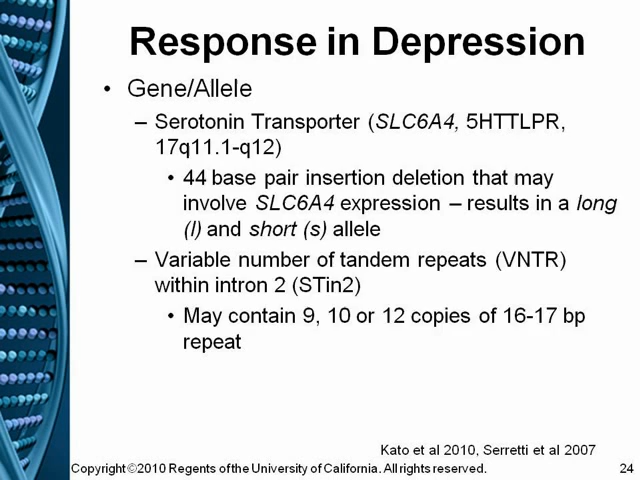 Response in Depression
• Gene/Allele
– Serotonin Transporter (SLC6A4, 5HTTLPR,
17q11.1-q12)
• 44 base pair insertion deletion that may
involve SLC6A4 expression – results in a long
(l) and short (s) allele
– Variable number of tandem repeats (VNTR)
within intron 2 (STin2)
• May contain 9, 10 or 12 copies of 16-17 bp
repeat
Kato et al 2010, Serretti et al 2007
Copyright ©2010 Regents of the University of California. All rights reserved. 24